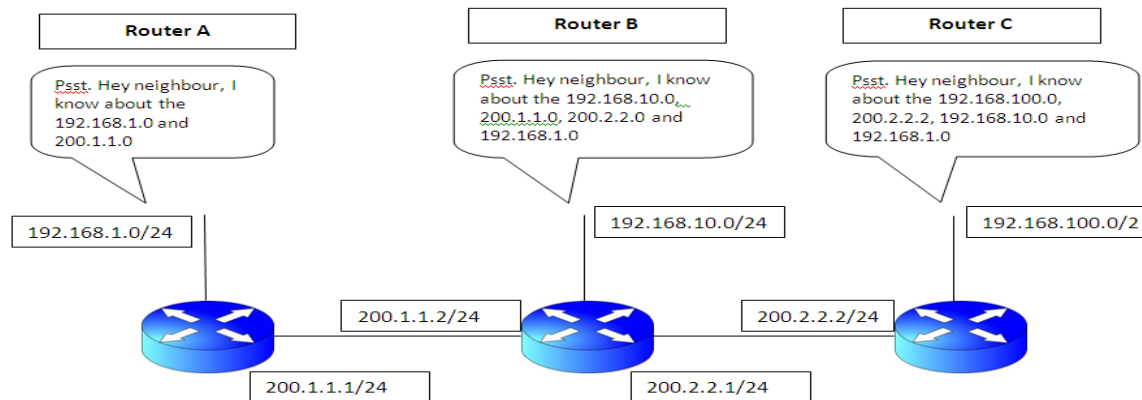 Router A
Router B
Router C
Psst. Hey neighbour, I
know about the
192.168.1.0 and
200.1.1.0
Psst. Hey neighbour, I know
about the 192.168.10.0,
200.1.1.0, 200.2.2.0 and
192.168.1.0
Psst. Hey neighbour, I know
about the 192.168.100.0,
200.2.2.2, 192.168.10.0 and
192.168.1.0
192.168.1.0/24
192.168.10.0/24
192.168.100.0/2
200.1.1.2/24
200.2.2.2/24
200.1.1.1/24
200.2.2.1/24